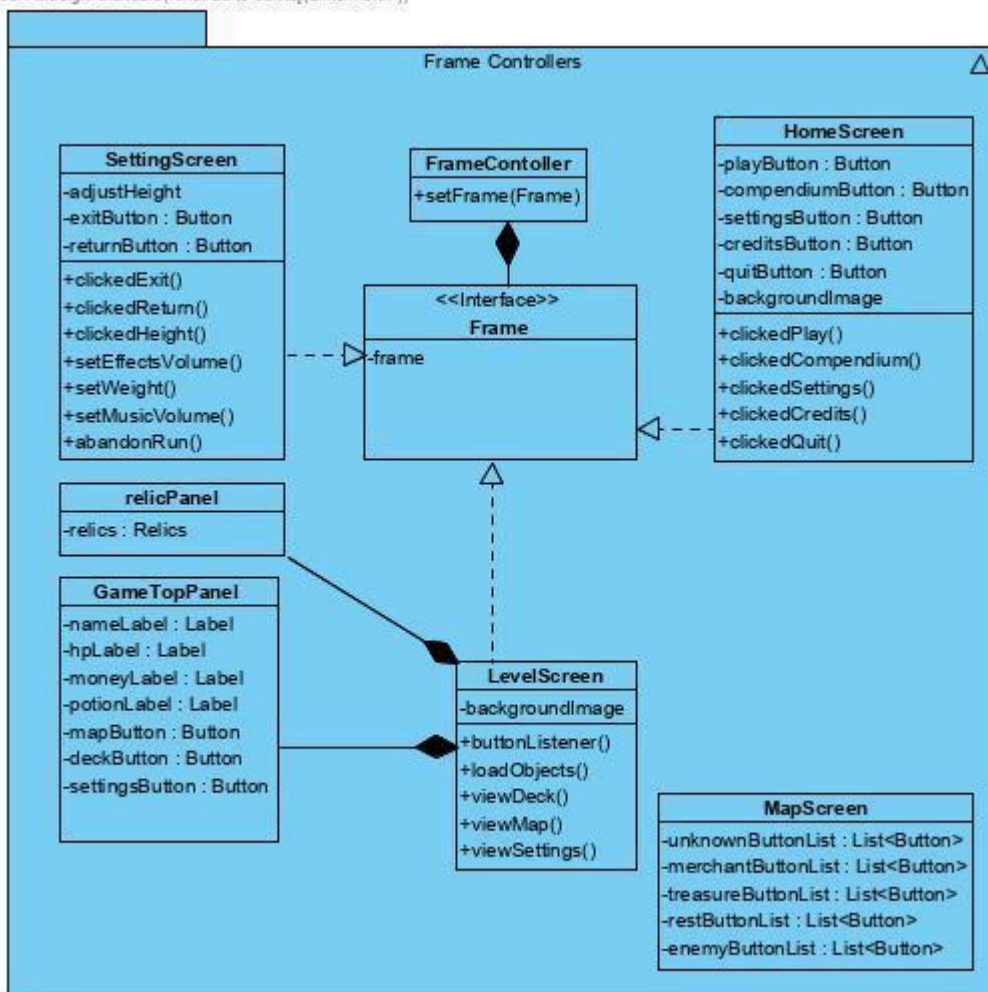 Frame Controllers
SettingScreen
-adjustHeight
-exitButton : Button
-returnButton : Button
+clickedExit()
+clickedReturn()
+clickedHeight()
+setEffectsVolume()
+setWeight()
+setMusicVolume()
+abandonRun()
FrameContoller
+setFrame(Frame)
<<Interface>>
Frame
-frame
HomeScreen
-playButton : Button
-compendiumButton : Button
-settingsButton : Button
-creditsButton : Button
-quitButton : Button
-backgroundImage
+clickedPlay()
+clickedCompendium()
+clickedSettings()
+clickedCredits()
+clickedQuit()
relicPanel
-relics : Relics
GameTopPanel
-nameLabel : Label
-hpLabel : Label
-moneyLabel : Label
-potionLabel : Label
-mapButton : Button
-deckButton : Button
-settingsButton : Button
LevelScreen
-backgroundImage
+buttonListener()
+loadObjects()
+viewDeck()
+viewMap()
+viewSettings()
MapScreen
-unknownButtonList : List<Button>
-merchantButtonList : List<Button>
-treasureButtonList : List<Button>
-restButtonList : List<Button>
-enemyButtonList : List<Button>